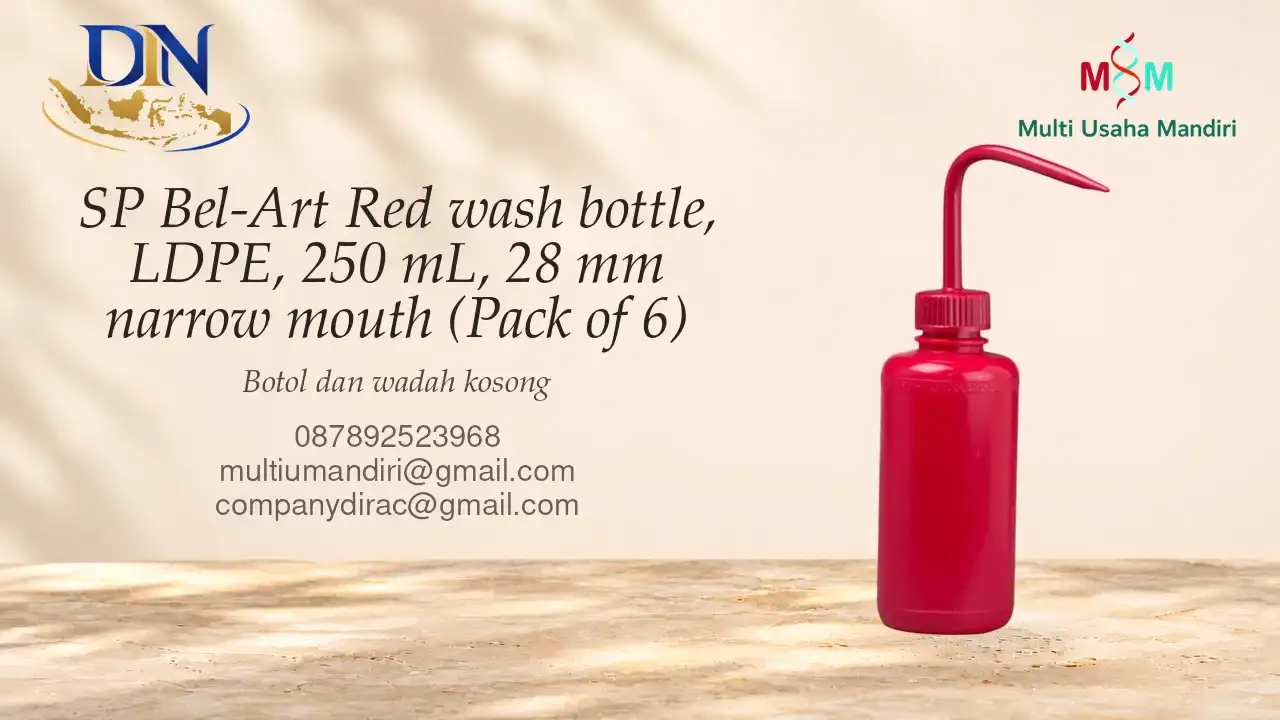 DN
M M
Multi Usaha Mandiri
SP Bel-Art Red wash bottle,
LDPE, 250 mL, 28 mm
narrow mouth (Pack of 6)
Botol dan wadah kosong
087892523968
multiumandiri@gmail.com
companydirac@gmail.com